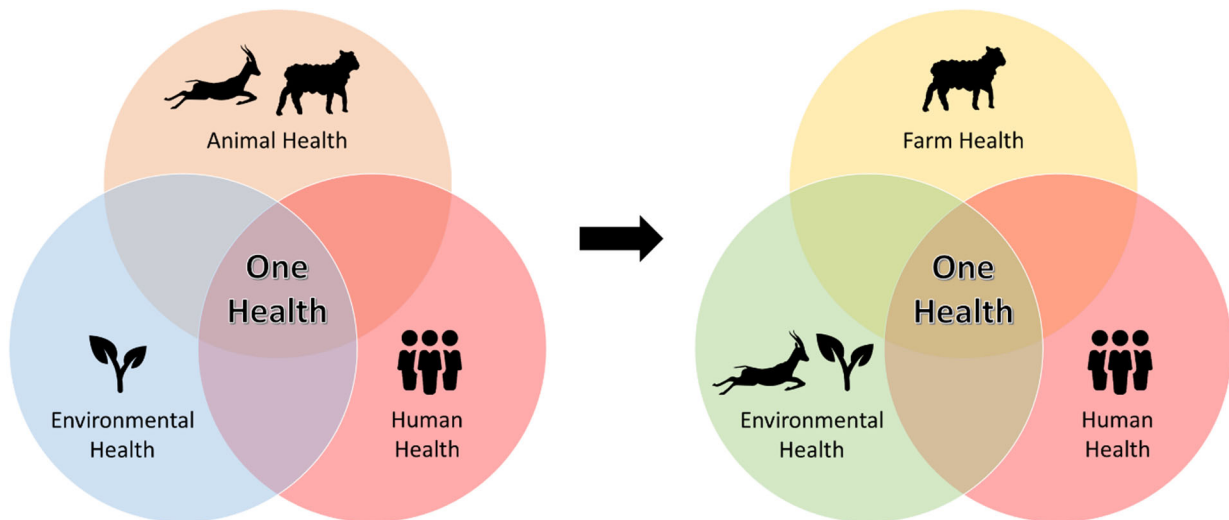 Animal Health
One
Health
Environmental
Health
Human
Health
Farm Health
One
Health
Environmental
Health
Human
Health